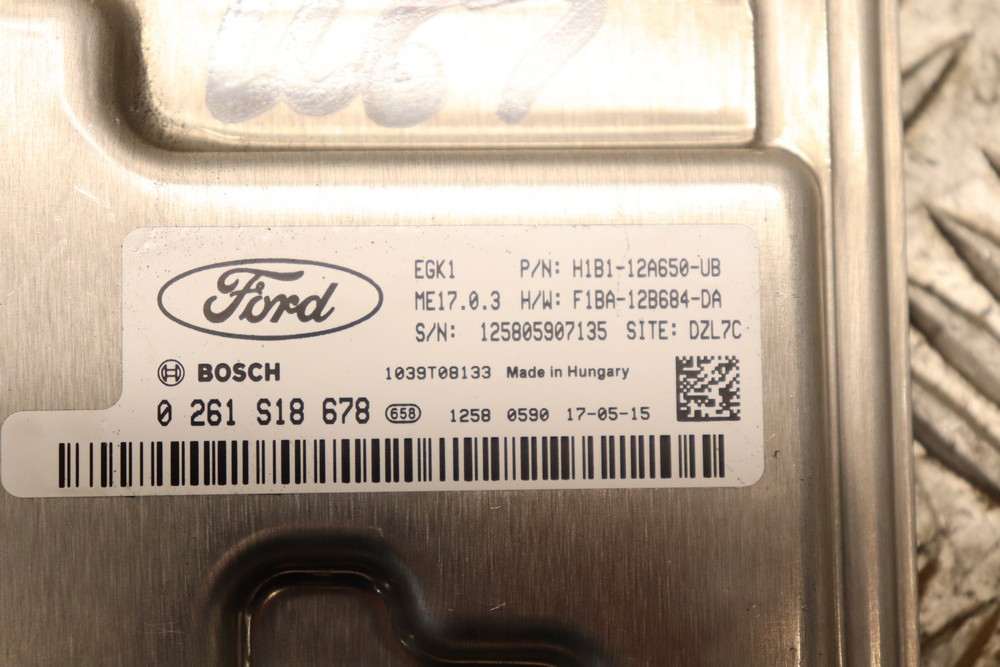 EGK1 P/N: H1B1-12A650-UB
Ford
ME17.0.3 H/W: F1BA-12B684-DA
S/N: 125805907135 SITE: DZL7C
BOSCH 1039T08133 Made in Hungary
0 261 S18 678 658 1258 0590 17-05-15